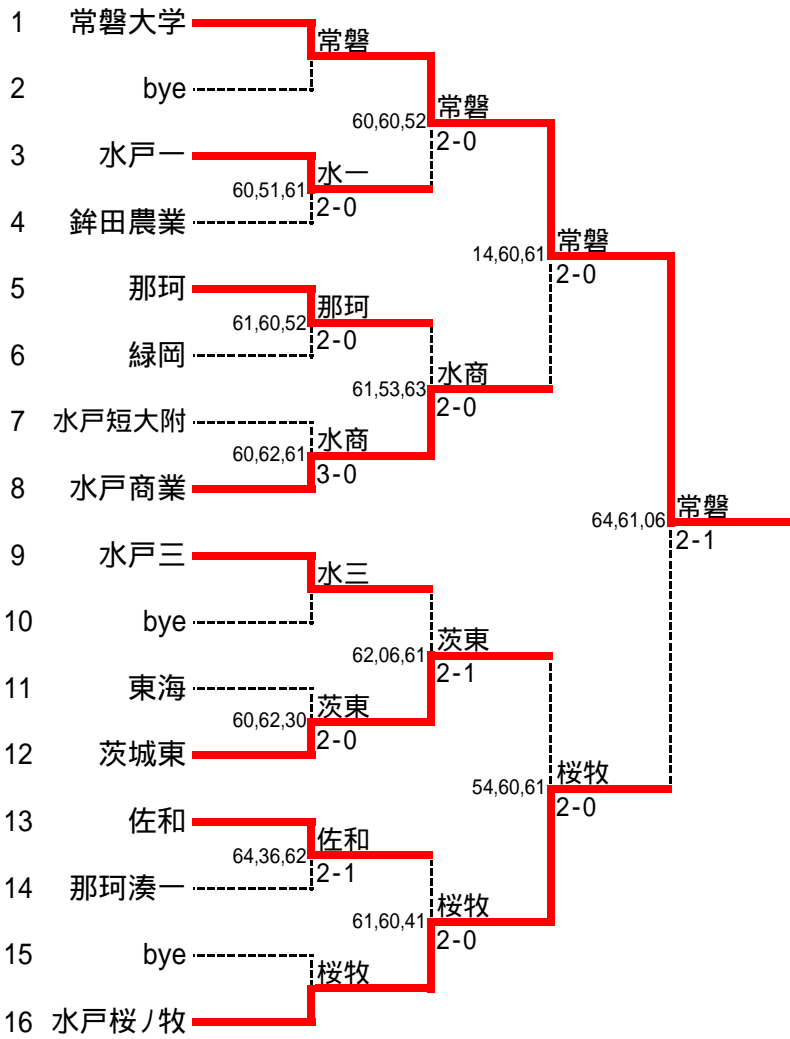 1 常磐大学
常磐
2 bye
60,60,52 常磐
2-0
3 水戸一
60,51,61 水一
2-0
4 鉾田農業
14,60,61 常磐
2-0
5 那珂
61,60,52 那珂
2-0
6 緑岡
61,53,63 水商
2-0
7 水戸短大附
60,62,61 水商
3-0
8 水戸商業
64,61,06 常磐
2-1
9 水戸三
水三
10 bye
62,06,61 茨東
2-1
11 東海
60,62,30 茨東
2-0
12 茨城東
54,60,61 桜牧
2-0
13 佐和
64,36,62 佐和
2-1
14 那珂湊一
61,60,41 桜牧
2-0
15 bye
桜牧
16 水戸桜ノ牧